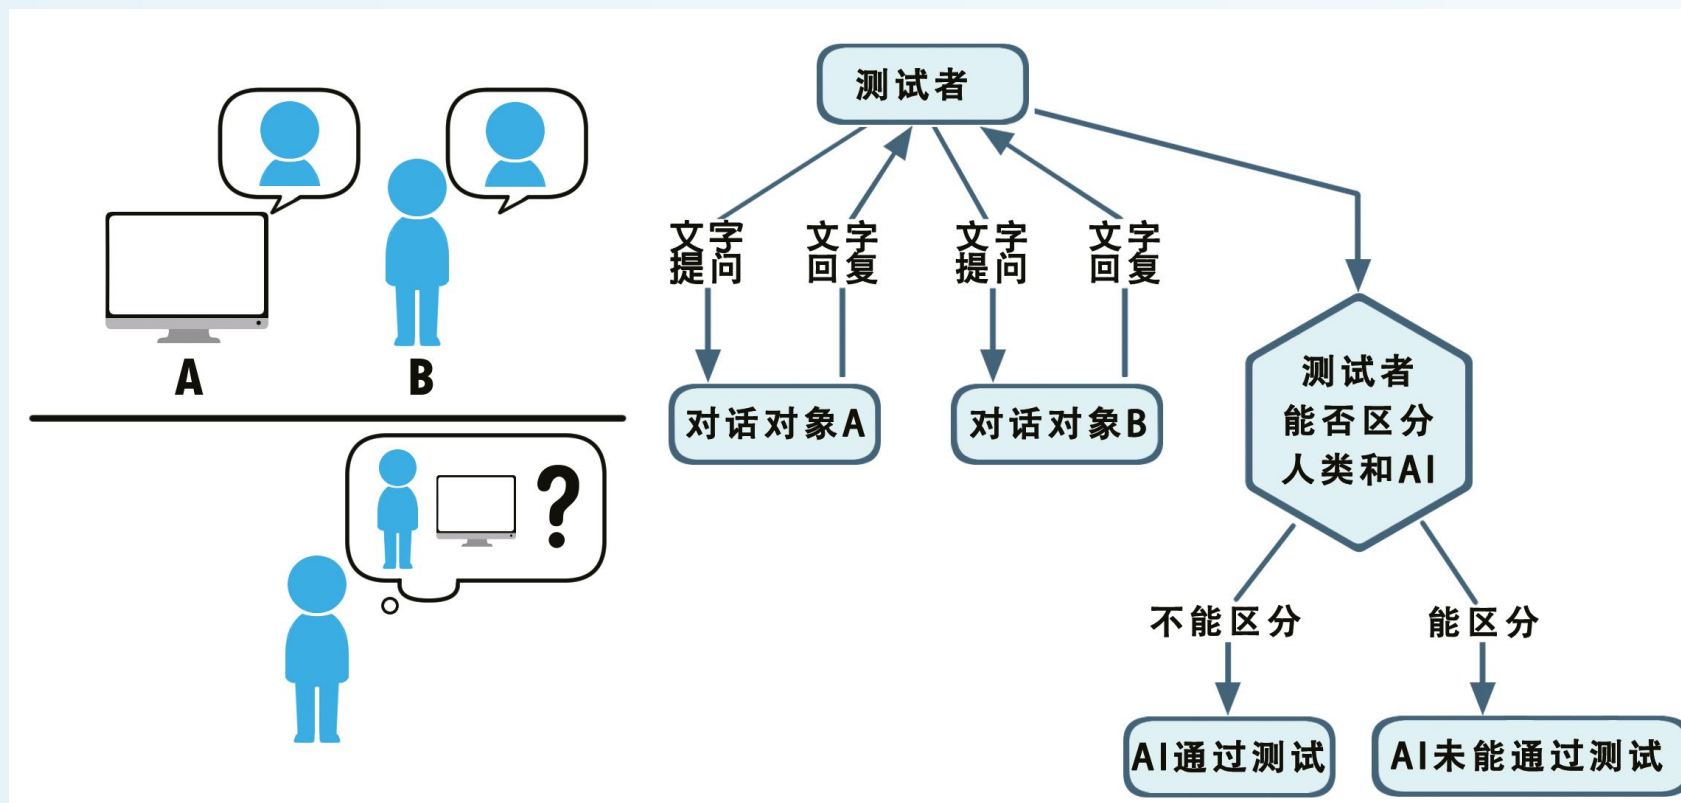 A
B
?
测试者
文字
提问
文字
回复
文字
提问
文字
回复
对话对象A
对话对象B
测试者
能否区分
人类和AI
不能区分
能区分
AI通过测试
AI未能通过测试